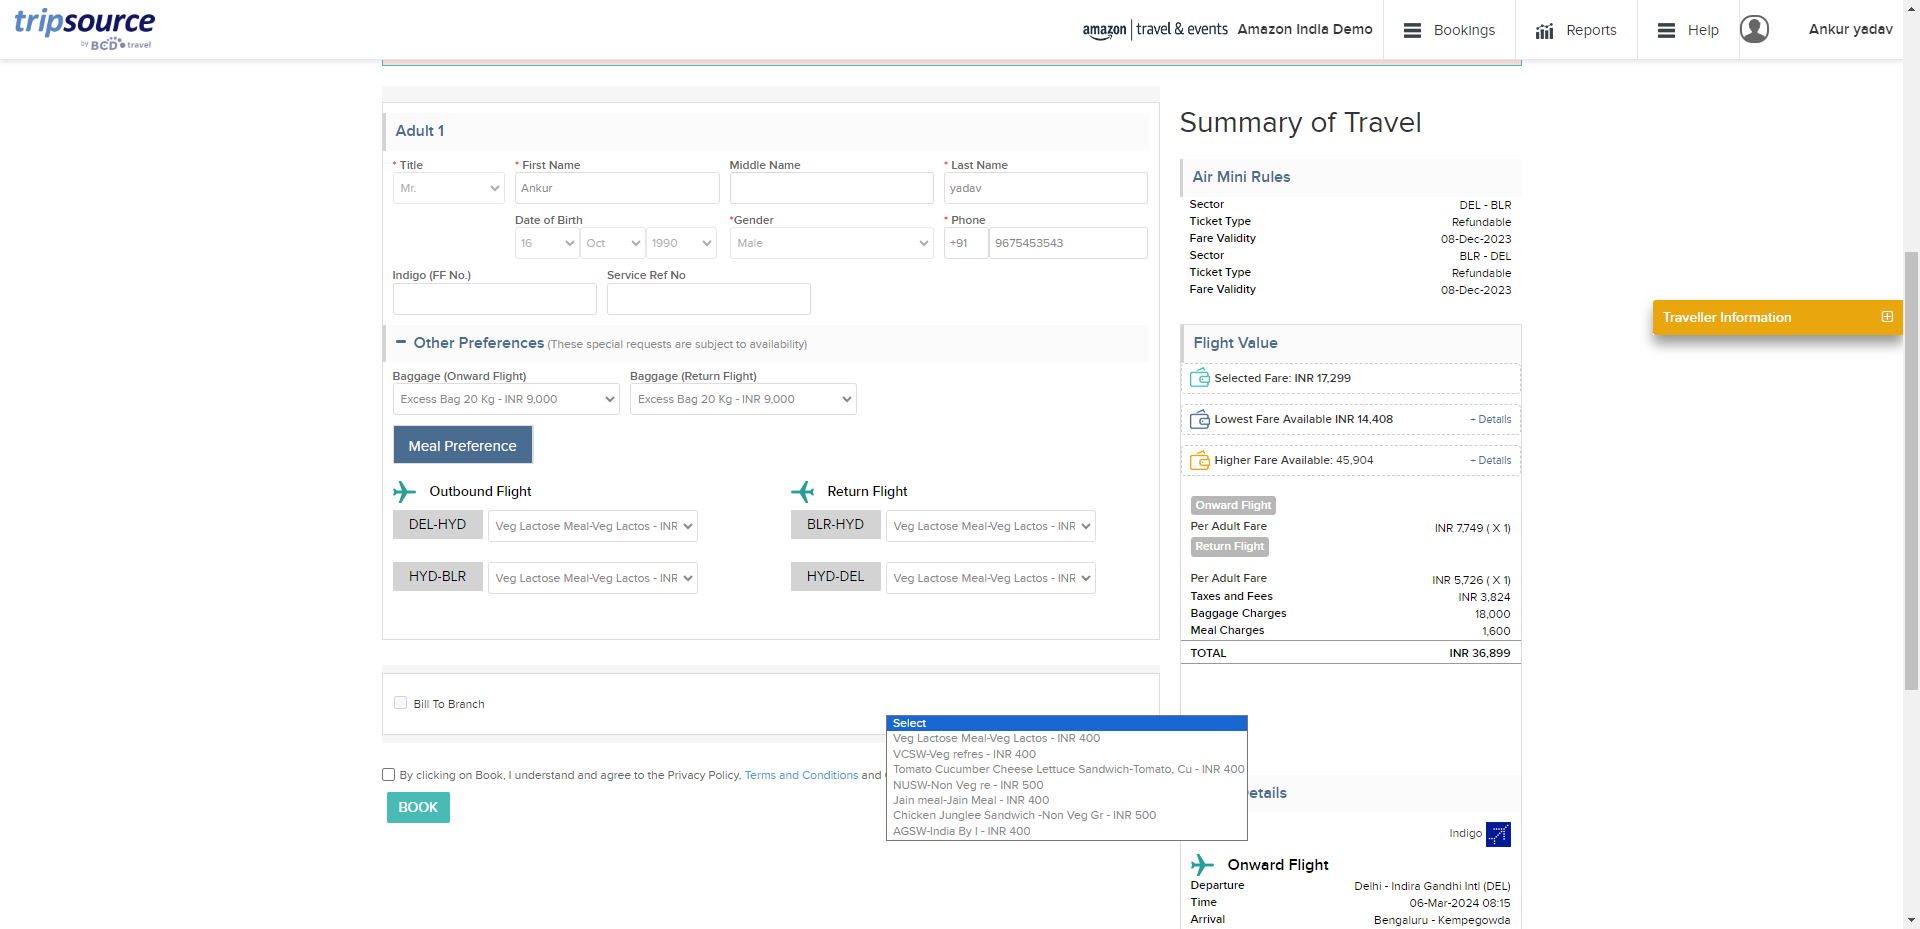 tripsource
by BCD travel
amazon travel & events Amazon India Demo
Bookings
Reports
Help
Ankur yadav
Adult 1
* Title
* First Name
Middle Name
* Last Name
Mr.
Ankur
yadav
Date of Birth
*Gender
* Phone
16
Oct
1990
Male
+91
9675453543
Indigo (FF No.)
Service Ref No
Other Preferences (These special requests are subject to availability)
Baggage (Onward Flight)
Baggage (Return Flight)
Excess Bag 20 Kg - INR 9,000
Excess Bag 20 Kg - INR 9,000
Meal Preference
Outbound Flight
Return Flight
DEL-HYD
Veg Lactose Meal-Veg Lactos - INR
BLR-HYD
Veg Lactose Meal-Veg Lactos - INR
HYD-BLR
Veg Lactose Meal-Veg Lactos - INR
HYD-DEL
Veg Lactose Meal-Veg Lactos - INR
Bill To Branch
Select
Veg Lactose Meal-Veg Lactos - INR 400
VCSW-Veg refres - INR 400
Tomato Cucumber Cheese Lettuce Sandwich-Tomato, Cu - INR 400
NUSW-Non Veg re - INR 500
Jain meal-Jain Meal - INR 400
Chicken Junglee Sandwich -Non Veg Gr - INR 500
AGSW-India By I - INR 400
By clicking on Book, I understand and agree to the Privacy Policy, Terms and Conditions and
BOOK
Summary of Travel
Air Mini Rules
Sector DEL - BLR
Ticket Type Refundable
Fare Validity 08-Dec-2023
Sector BLR - DEL
Ticket Type Refundable
Fare Validity 08-Dec-2023
Flight Value
Selected Fare: INR 17,299
Lowest Fare Available INR 14,408 + Details
Higher Fare Available: 45,904 + Details
Onward Flight
Per Adult Fare INR 7,749 ( X 1)
Return Flight
Per Adult Fare INR 5,726 ( X 1)
Taxes and Fees INR 3,824
Baggage Charges 18,000
Meal Charges 1,600
TOTAL INR 36,899
etails
Indigo
Onward Flight
Departure Delhi - Indira Gandhi Intl (DEL)
Time 06-Mar-2024 08:15
Arrival Bengaluru - Kempegowda
Traveller Information